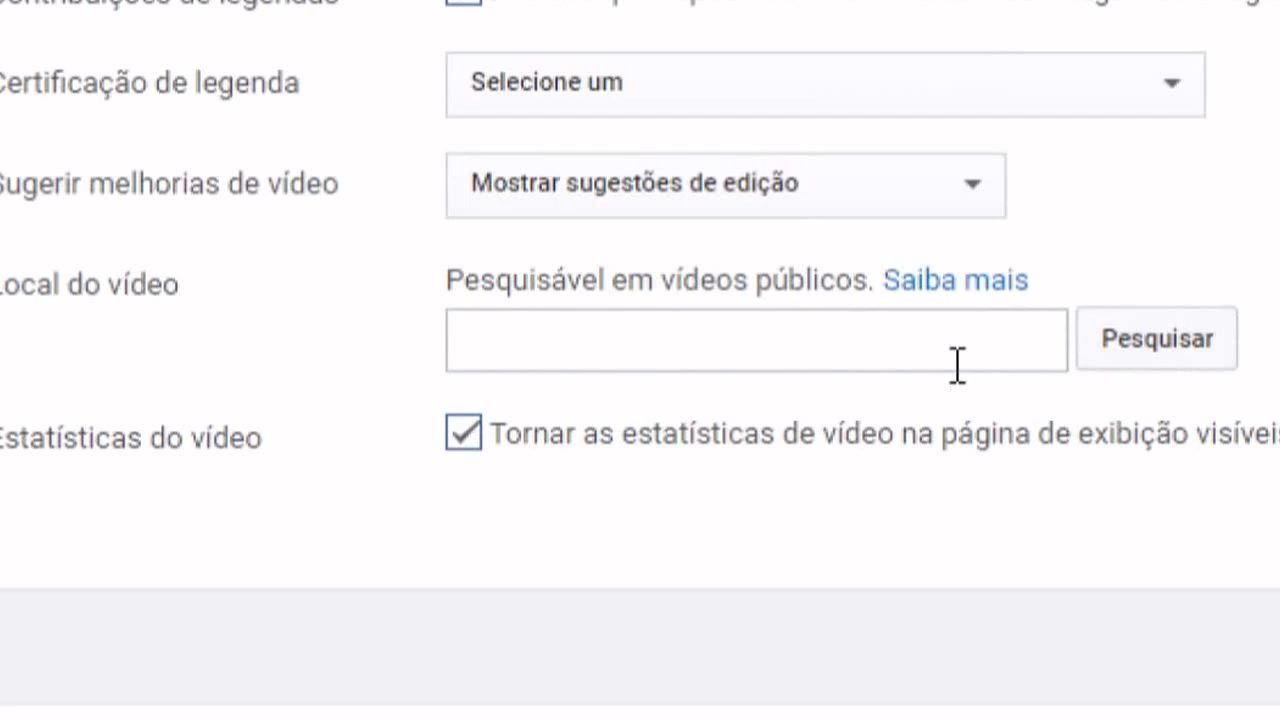 Certificação de legenda
Selecione um
Sugerir melhorias de vídeo
Mostrar sugestões de edição
Local do vídeo
Pesquisável em vídeos públicos. Saiba mais
Pesquisar
Estatísticas do vídeo
Tornar as estatísticas de vídeo na página de exibição visíveis